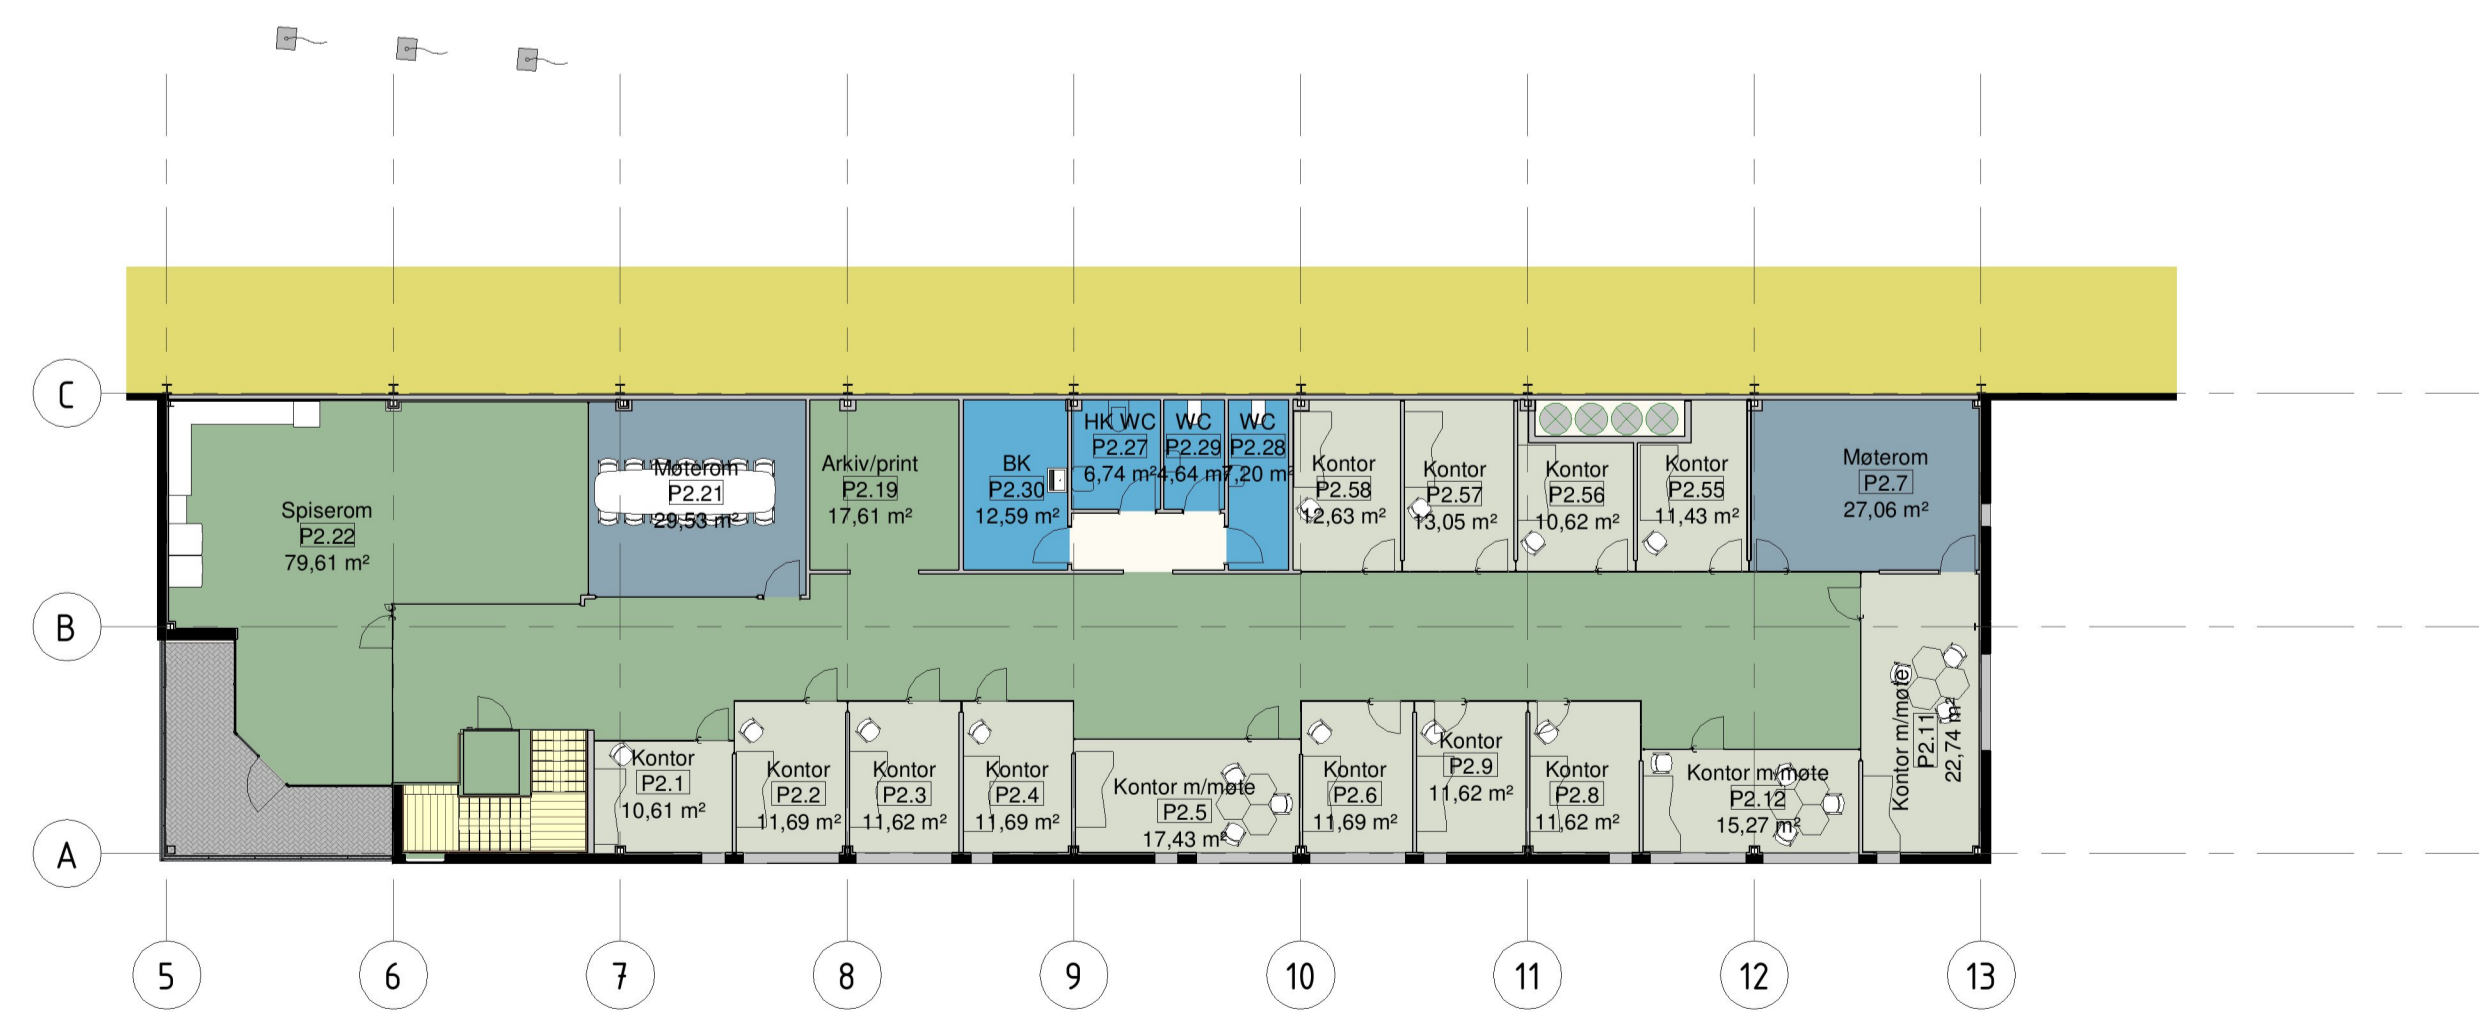 C
B
A
Spiserom
P2.22
79,61 m²
Møterom
P2.21
29,53 m²
Arkiv/print
P2.19
17,61 m²
BK
P2.30
12,59 m²
HK WC
P2.27
6,74 m²
WC
P2.29
4,64 m²
WC
P2.28
7,20 m²
Kontor
P2.58
12,63 m²
Kontor
P2.57
13,05 m²
Kontor
P2.56
10,62 m²
Kontor
P2.55
11,43 m²
Møterom
P2.7
27,06 m²
Kontor
P2.1
10,61 m²
Kontor
P2.2
11,69 m²
Kontor
P2.3
11,62 m²
Kontor
P2.4
11,69 m²
Kontor m/møte
P2.5
17,43 m²
Kontor
P2.6
11,69 m²
Kontor
P2.9
11,62 m²
Kontor
P2.8
11,62 m²
Kontor m/møte
P2.12
15,27 m²
Kontor m/møte
P2.11
22,74 m²
5
6
7
8
9
10
11
12
13